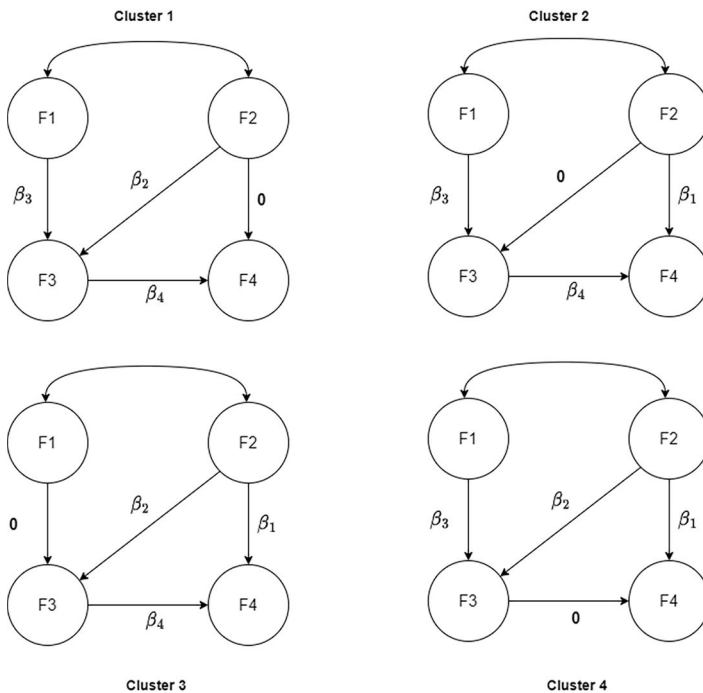 Cluster 1
F1
F2
β₃
β₂
0
F3
F4
β₄
Cluster 2
F1
F2
β₃
0
β₁
F3
F4
β₄
F1
F2
0
β₂
β₁
F3
F4
β₄
Cluster 3
F1
F2
β₃
β₂
β₁
F3
F4
0
Cluster 4